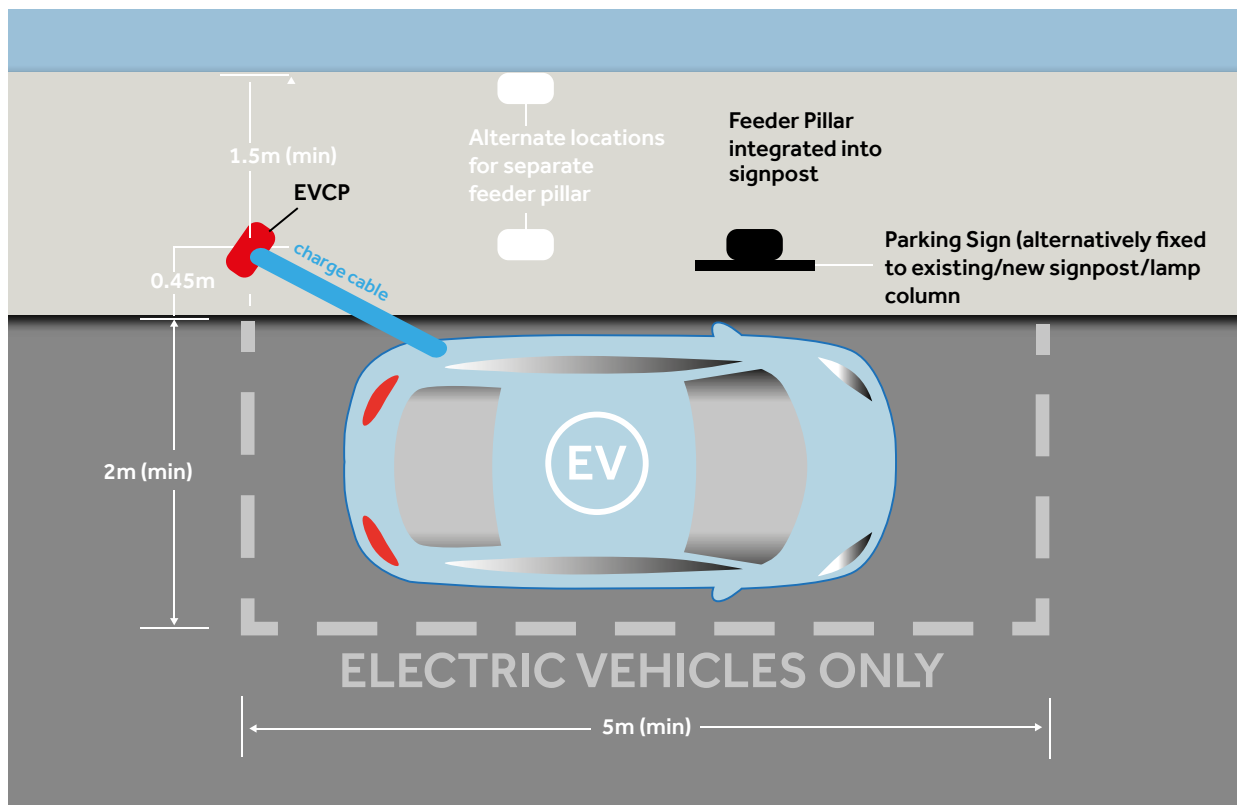 Feeder Pillar
integrated into
signpost
Alternate locations
for separate
feeder pillar
1.5m (min)
EVCP
charge cable
0.45m
Parking Sign (alternatively fixed
to existing/new signpost/lamp
column
2m (min)
EV
ELECTRIC VEHICLES ONLY
5m (min)